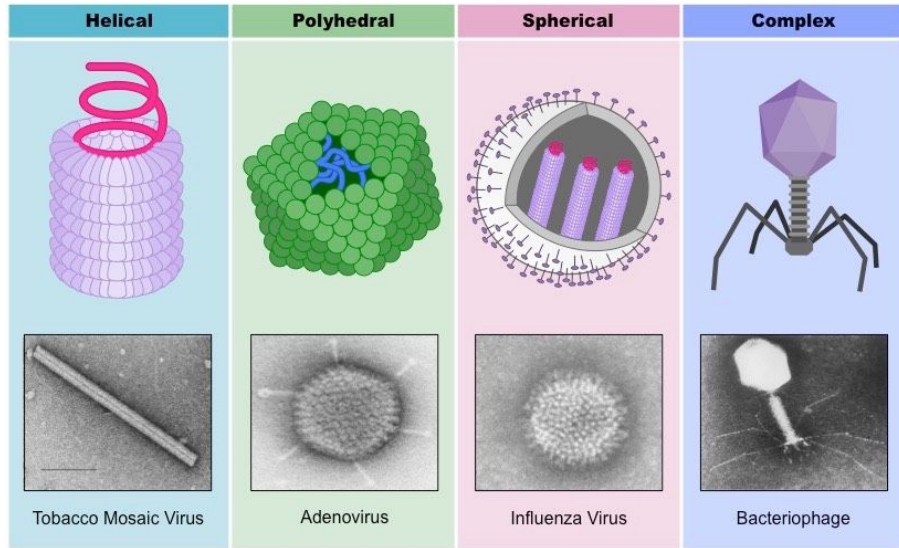 Helical
Polyhedral
Spherical
Complex
Tobacco Mosaic Virus
Adenovirus
Influenza Virus
Bacteriophage